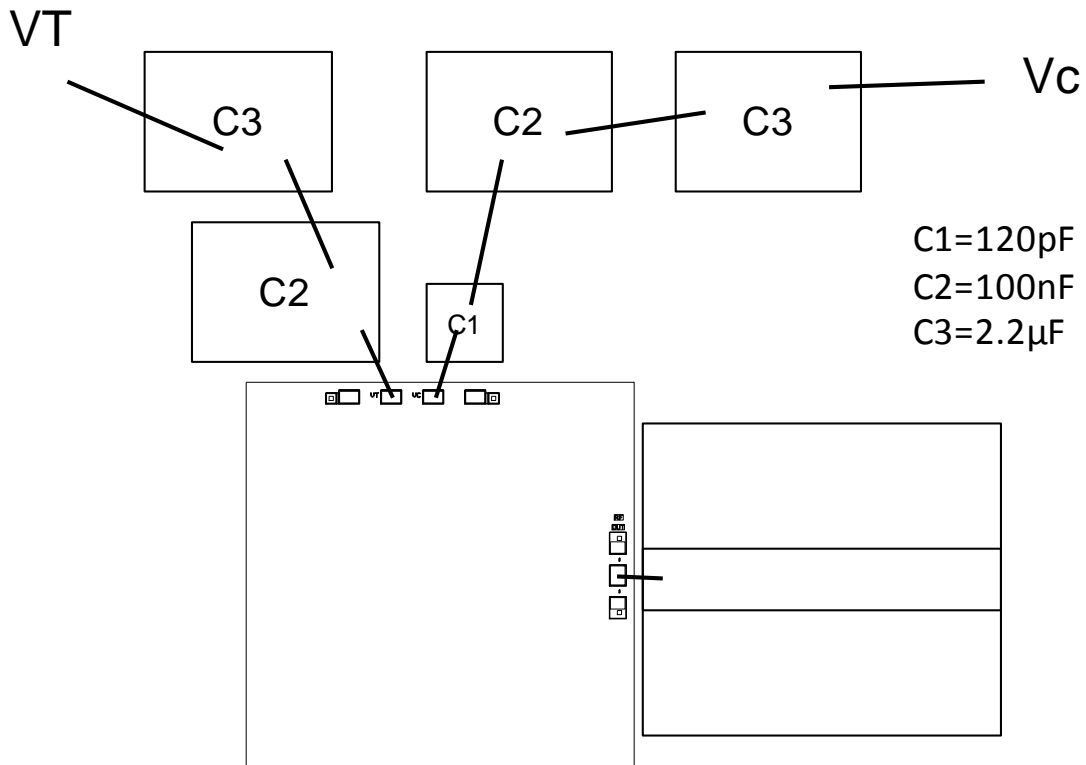 VT
Vc
C3
C2
C3
C2
C1
C1=120pF
C2=100nF
C3=2.2µF
VT
VC
RF
OUT